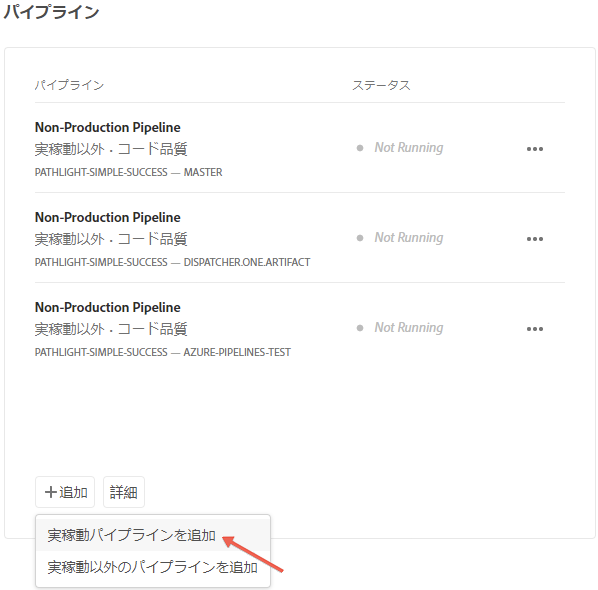 パイプライン
パイプライン ステータス
Non-Production Pipeline
実稼動以外・コード品質 Not Running
PATHLIGHT-SIMPLE-SUCCESS — MASTER
Non-Production Pipeline
実稼動以外・コード品質 Not Running
PATHLIGHT-SIMPLE-SUCCESS — DISPATCHER.ONE.ARTIFACT
Non-Production Pipeline
実稼動以外・コード品質 Not Running
PATHLIGHT-SIMPLE-SUCCESS — AZURE-PIPELINES-TEST
+追加 詳細
実稼動パイプラインを追加
実稼動以外のパイプラインを追加